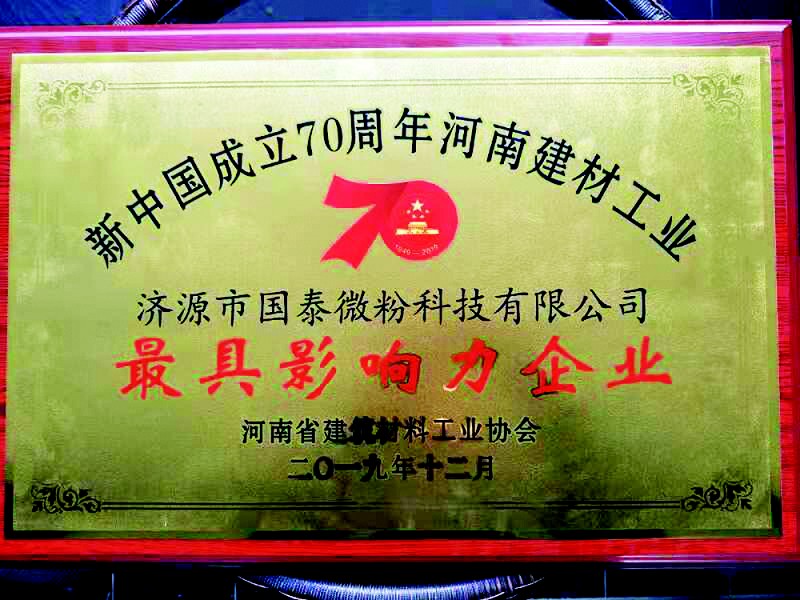 新中国成立70周年河南建材工业
70
1949—2019
济源市国泰微粉科技有限公司
最具影响力企业
河南省建筑材料工业协会
二〇一九年十二月